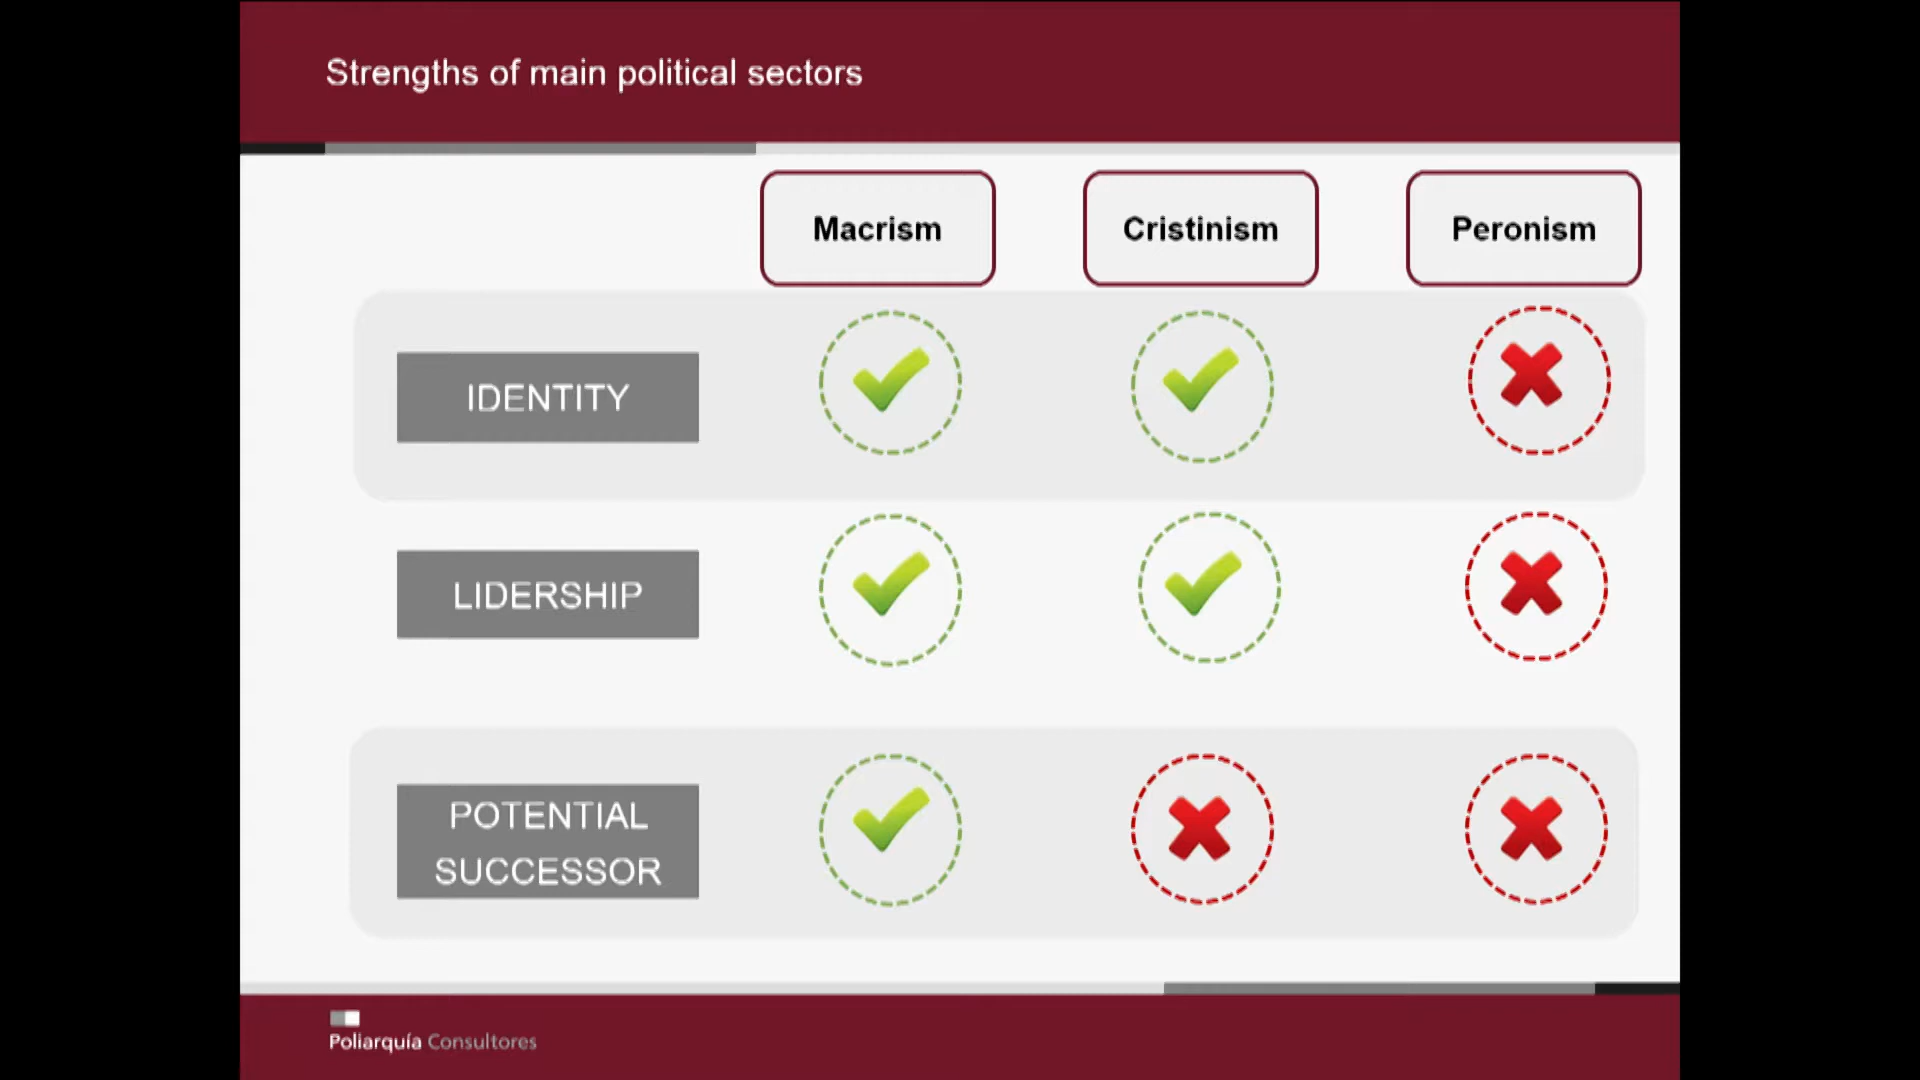 Strengths of main political sectors
Macrism
Cristinism
Peronism
IDENTITY
LIDERSHIP
POTENTIAL
SUCCESSOR
Poliarquía Consultores